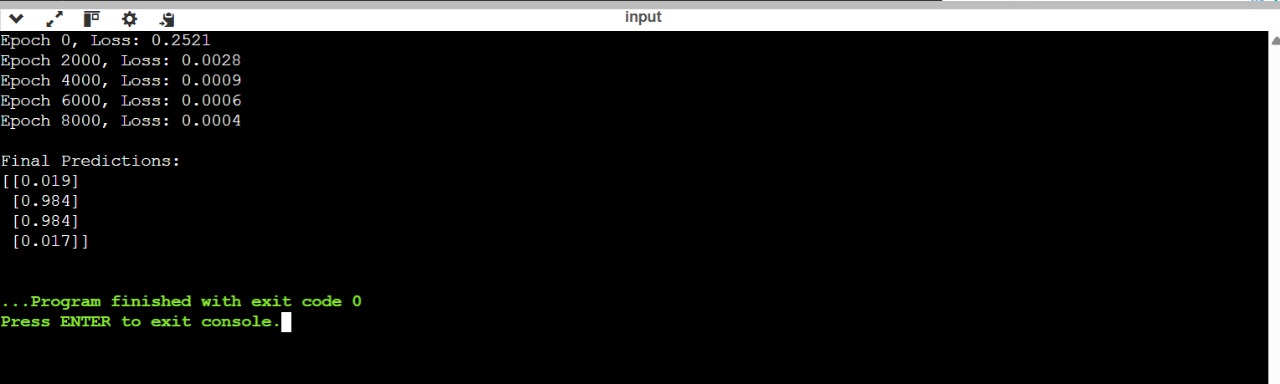 input
Epoch 0, Loss: 0.2521
Epoch 2000, Loss: 0.0028
Epoch 4000, Loss: 0.0009
Epoch 6000, Loss: 0.0006
Epoch 8000, Loss: 0.0004
Final Predictions:
[[0.019]
[0.984]
[0.984]
[0.017]]
...Program finished with exit code 0
Press ENTER to exit console.